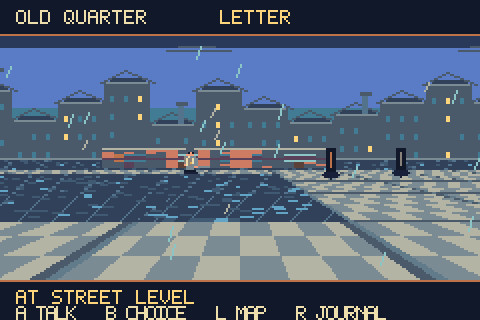 OLD QUARTER LETTER
AT STREET LEVEL
A TALK B CHOICE L MAP R JOURNAL